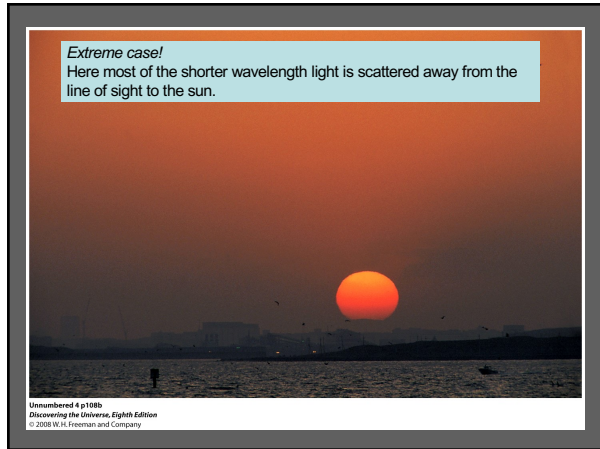 Extreme case!
Here most of the shorter wavelength light is scattered away from the
line of sight to the sun.
Unnumbered 4 p108b
Discovering the Universe, Eighth Edition
© 2008 W.H. Freeman and Company